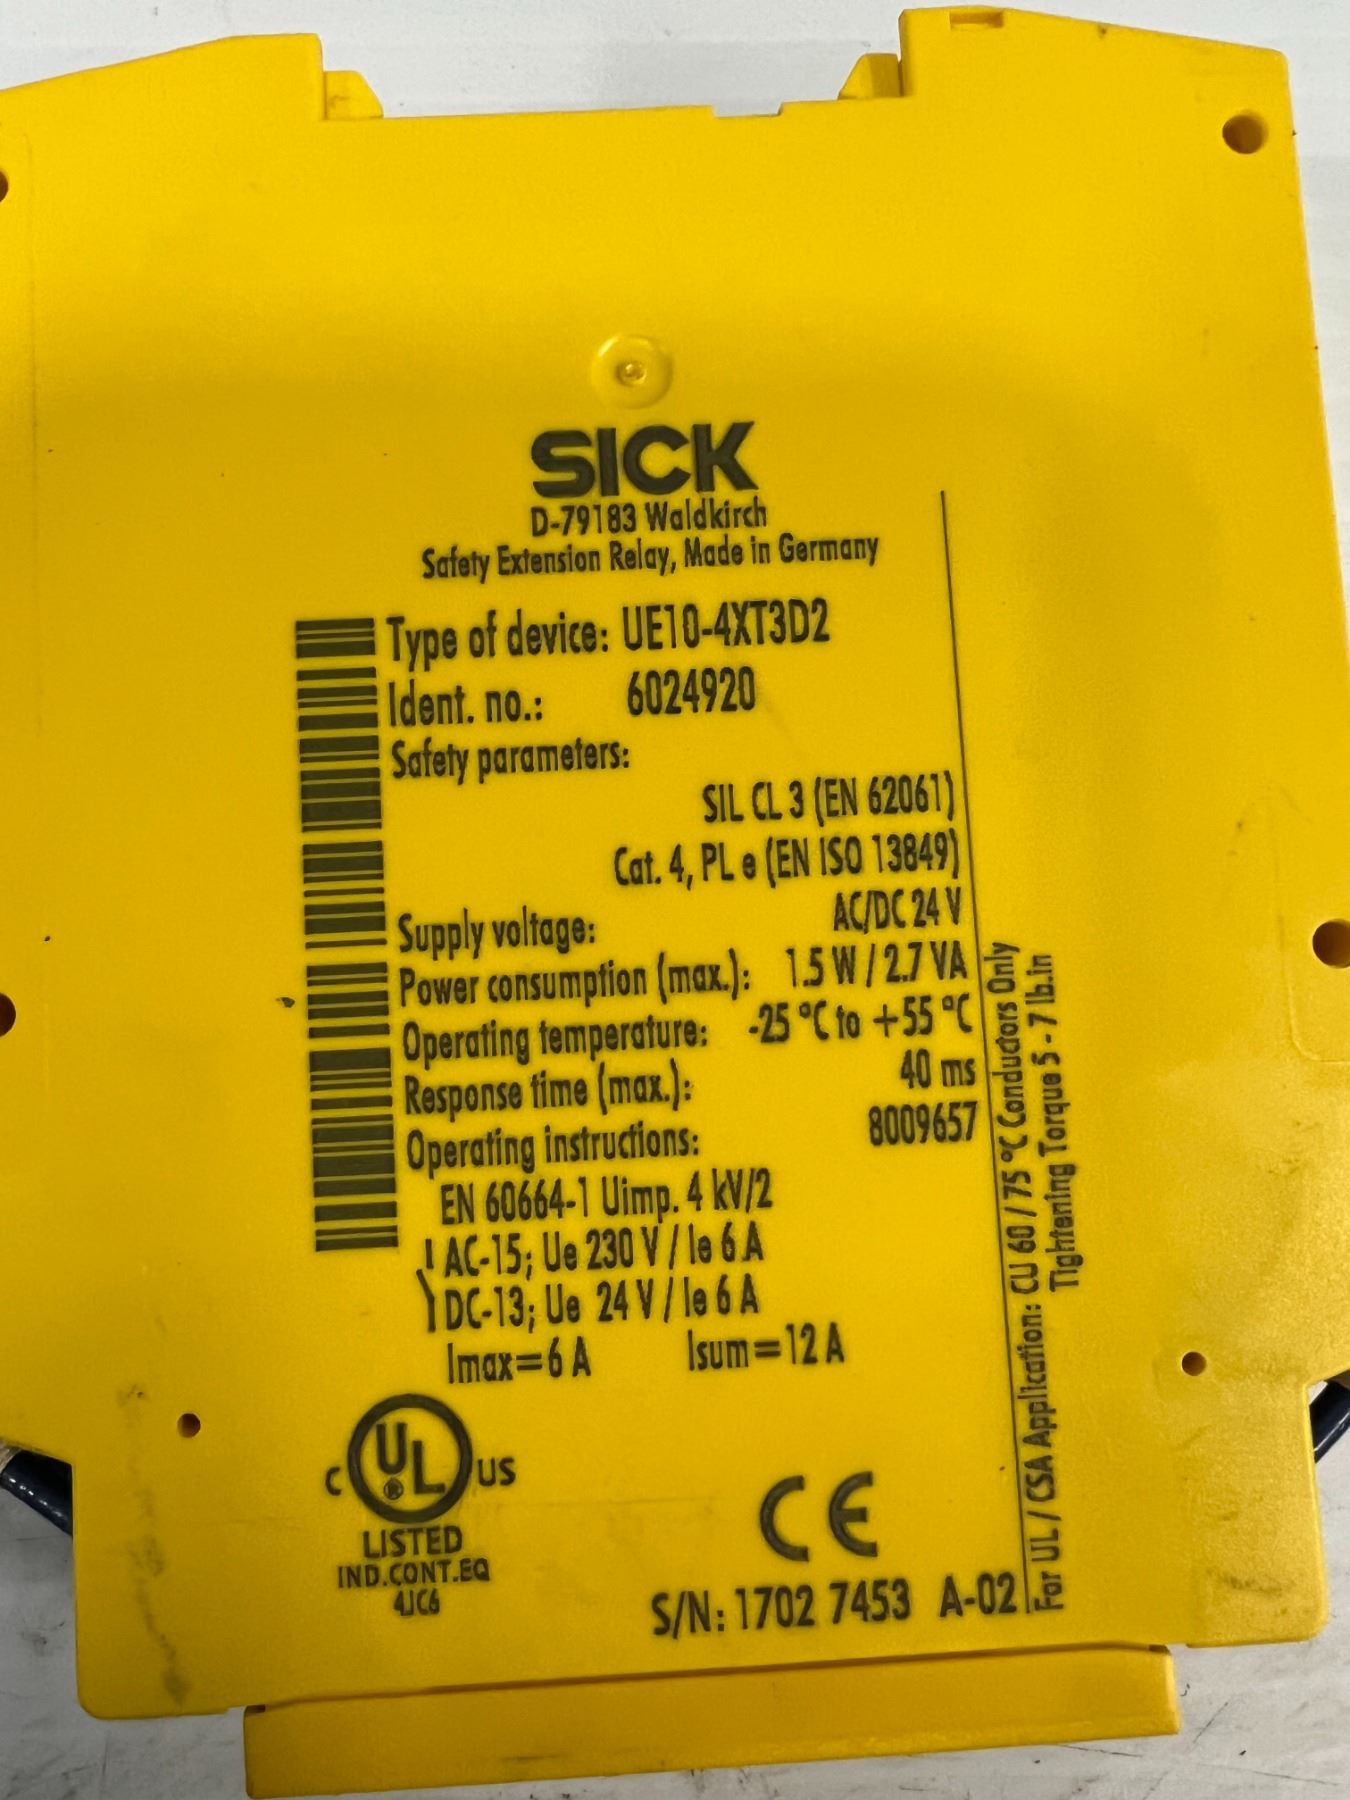 SICK
D-79183 Waldkirch
Safety Extension Relay, Made in Germany
Type of device: UE10-4XT3D2
Ident. no.: 6024920
Safety parameters:
SIL CL 3 (EN 62061)
Cat. 4, PL e (EN ISO 13849)
Supply voltage: AC/DC 24 V
Power consumption (max.): 1.5 W / 2.7 VA
Operating temperature: -25 °C to +55 °C
Response time (max.): 40 ms
Operating instructions: 8009657
EN 60664-1 Uimp. 4 kV/2
AC-15; Ue 230 V / Ie 6 A
DC-13; Ue 24 V / Ie 6 A
Imax=6 A Isum=12 A
C UL ® US
LISTED
IND.CONT.EQ
4JC6
CE
S/N: 1702 7453 A-02
For UL / CSA Application: CU 60 / 75 °C Conductors Only
Tightening Torque 5 - 7 lb.in